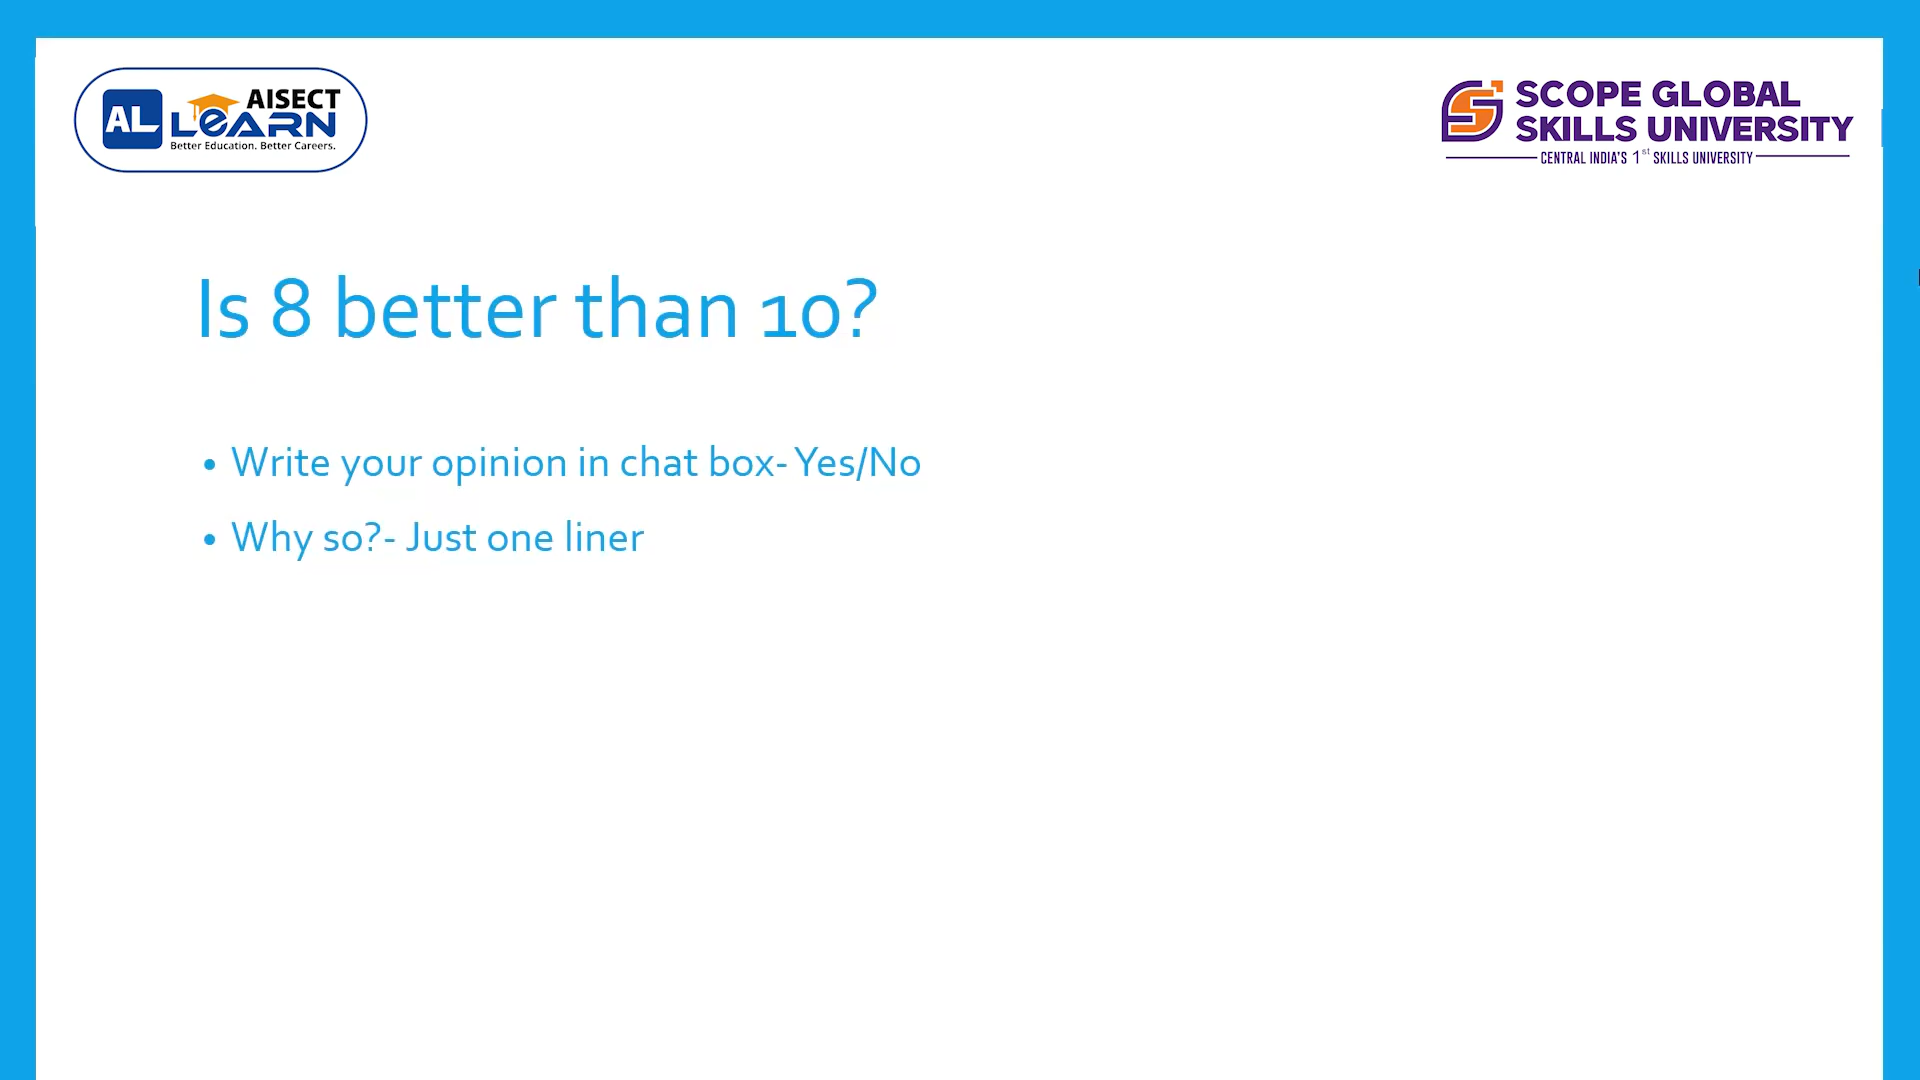 AL LEARN AISECT
Better Education. Better Careers.
SCOPE GLOBAL
SKILLS UNIVERSITY
CENTRAL INDIA'S 1st SKILLS UNIVERSITY
Is 8 better than 10?
• Write your opinion in chat box- Yes/No
• Why so?- Just one liner